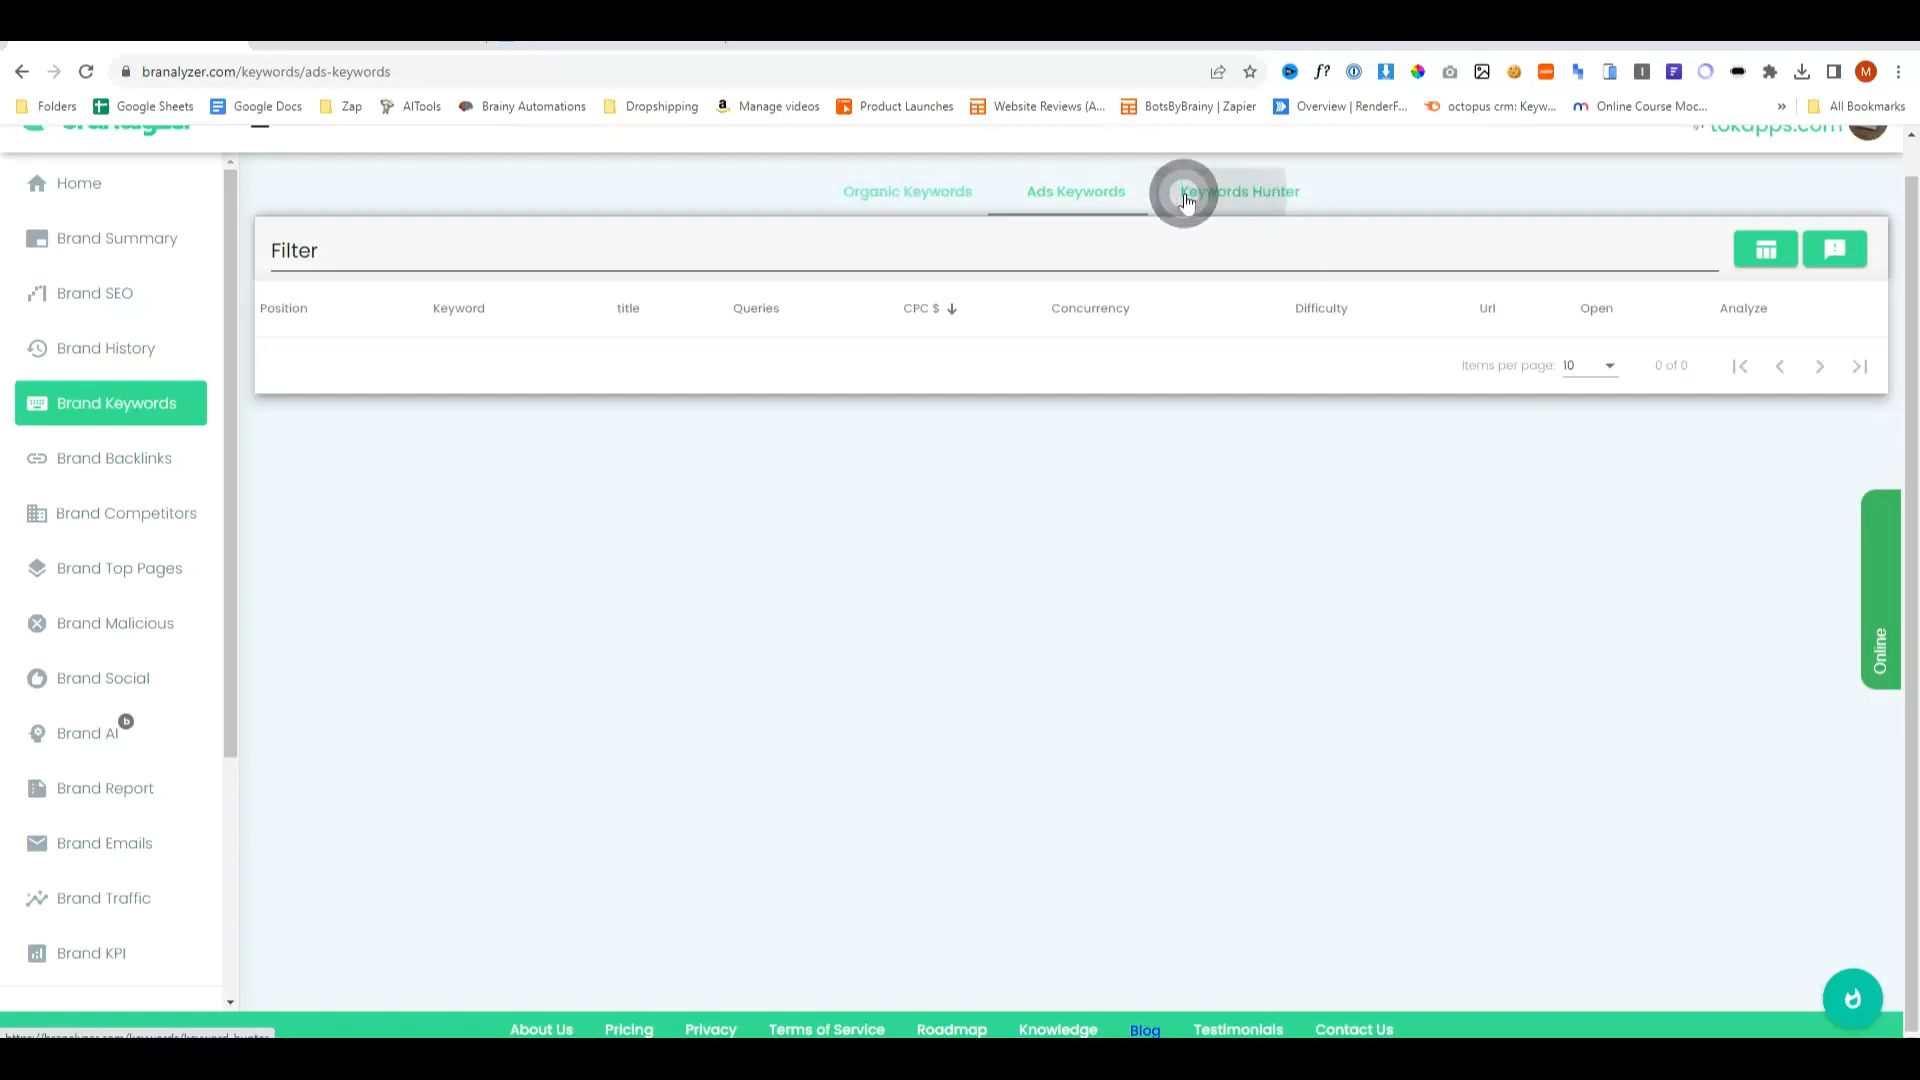 branalyzer.com/keywords/ads-keywords
f?
M
Folders Google Sheets Google Docs Zap AITools Brainy Automations Dropshipping Manage videos Product Launches Website Reviews (A... BotsByBrainy | Zapier Overview | RenderF... octopus crm: Keyw... Online Course Moc... » All Bookmarks
branalyzer
tokapps.com
Home
Brand Summary
Brand SEO
Brand History
Brand Keywords
Brand Backlinks
Brand Competitors
Brand Top Pages
Brand Malicious
Brand Social
Brand AI b
Brand Report
Brand Emails
Brand Traffic
Brand KPI
Organic Keywords Ads Keywords Keywords Hunter
Filter
Position Keyword title Queries CPC $ Concurrency Difficulty Url Open Analyze
Items per page: 10 0 of 0
Online
About Us Pricing Privacy Terms of Service Roadmap Knowledge Blog Testimonials Contact Us